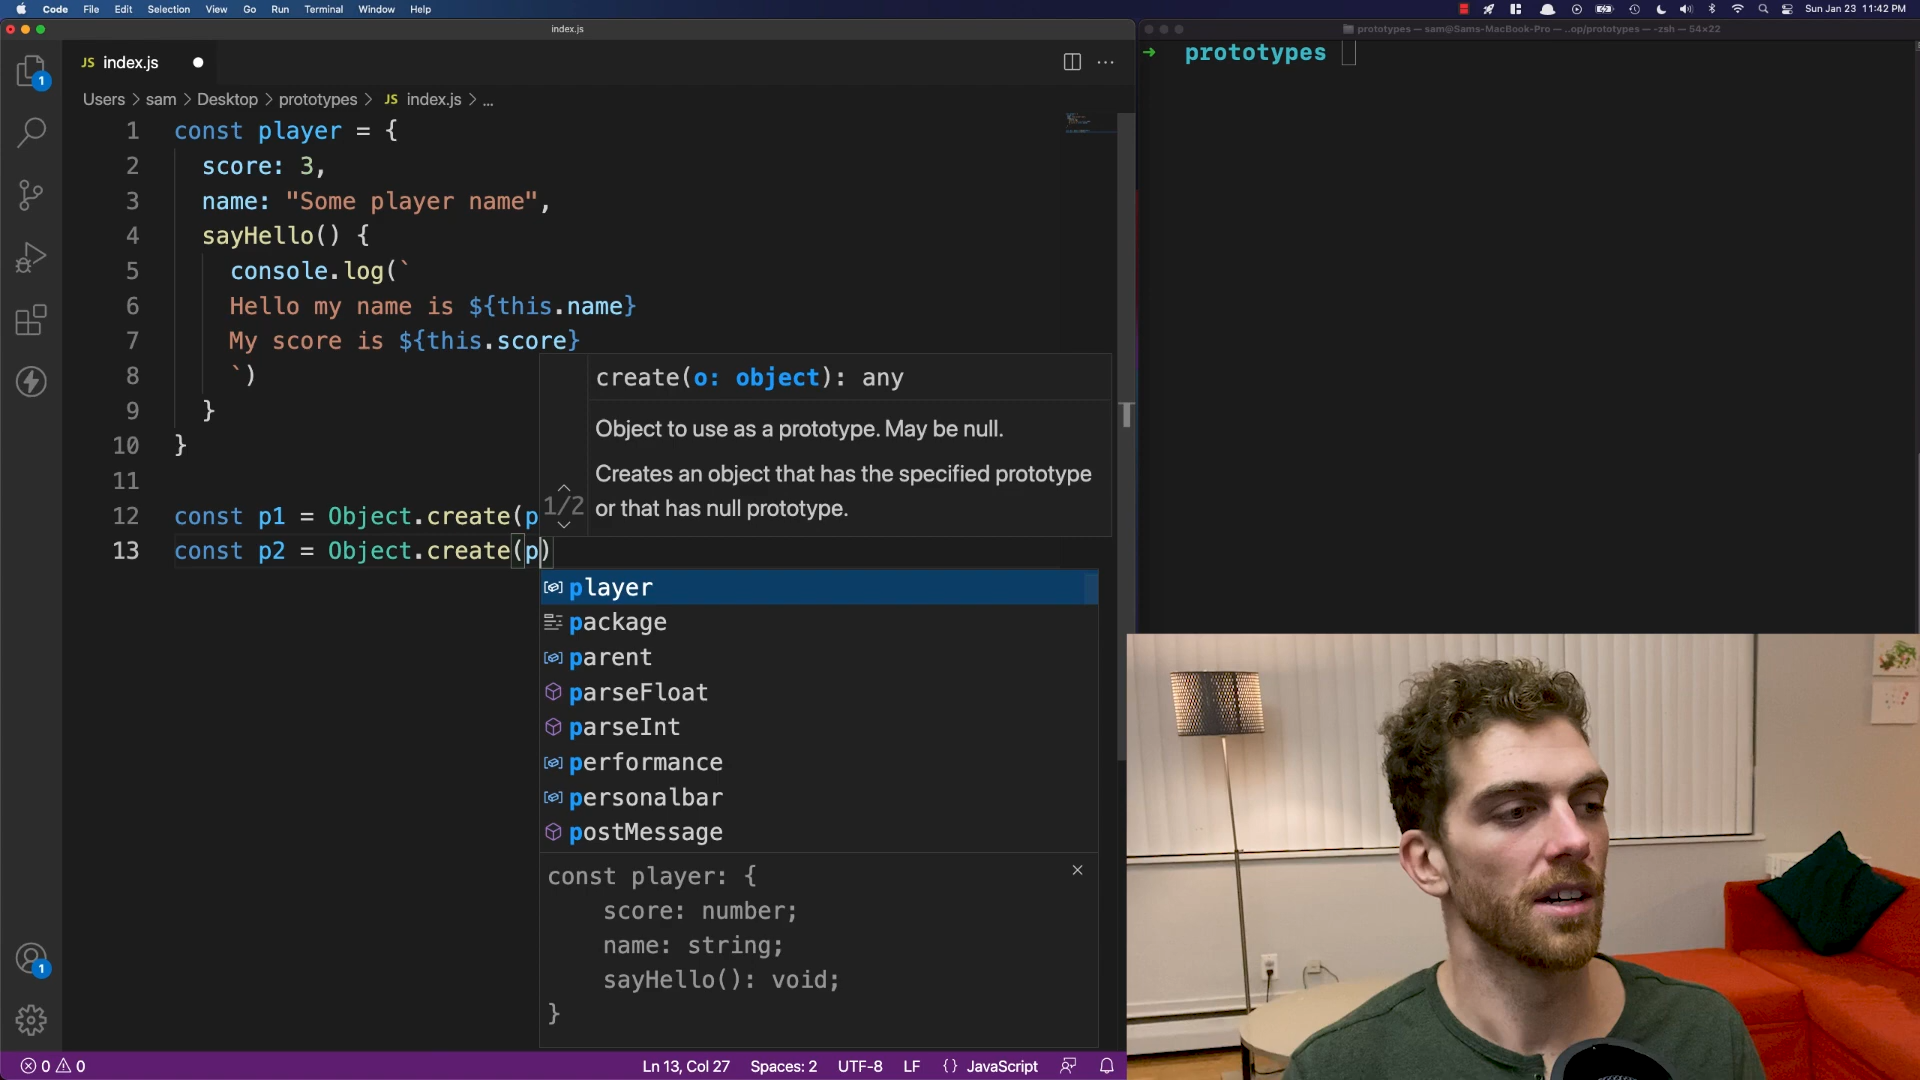 Code File Edit Selection View Go Run Terminal Window Help
Sun Jan 23 11:42 PM
index.js
prototypes — sam@Sams-MacBook-Pro — ..op/prototypes — -zsh — 54×22
JS index.js
→ prototypes
Users > sam > Desktop > prototypes > JS index.js > ...
1 const player = {
2 score: 3,
3 name: "Some player name",
4 sayHello() {
5 console.log(`
6 Hello my name is ${this.name}
7 My score is ${this.score}
8 `)
9 }
10 }
11
12 const p1 = Object.create(p
13 const p2 = Object.create(p)
create(o: object): any
Object to use as a prototype. May be null.
Creates an object that has the specified prototype
or that has null prototype.
1/2
player
package
parent
parseFloat
parseInt
performance
personalbar
postMessage
const player: {
score: number;
name: string;
sayHello(): void;
}
1
1
0 0
Ln 13, Col 27 Spaces: 2 UTF-8 LF {} JavaScript